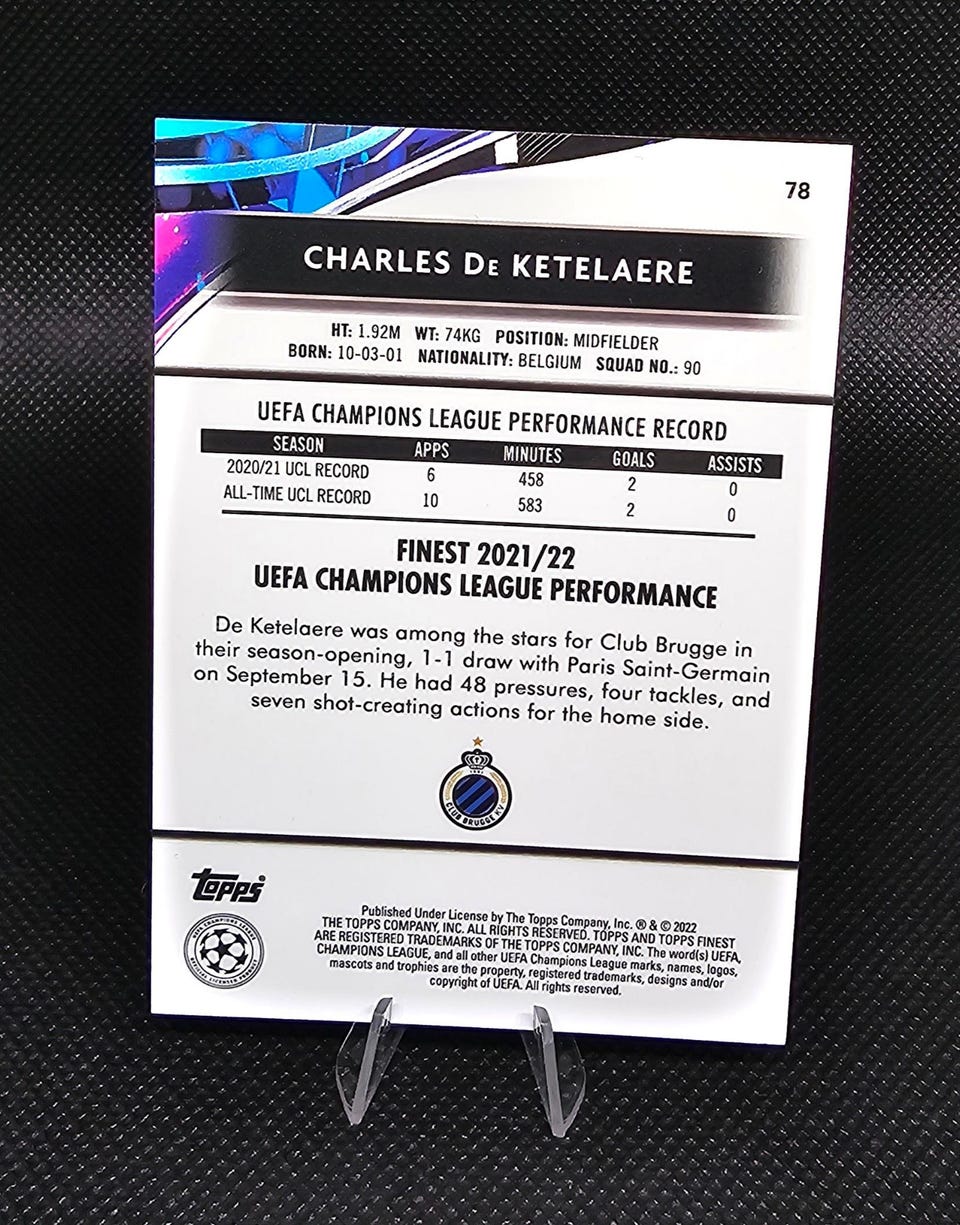 78
CHARLES DE KETELAERE
HT: 1.92M WT: 74KG POSITION: MIDFIELDER
BORN: 10-03-01 NATIONALITY: BELGIUM SQUAD NO.: 90
UEFA CHAMPIONS LEAGUE PERFORMANCE RECORD
SEASON APPS MINUTES GOALS ASSISTS
2020/21 UCL RECORD 6 458 2 0
ALL-TIME UCL RECORD 10 583 2 0
FINEST 2021/22
UEFA CHAMPIONS LEAGUE PERFORMANCE
De Ketelaere was among the stars for Club Brugge in
their season-opening, 1-1 draw with Paris Saint-Germain
on September 15. He had 48 pressures, four tackles, and
seven shot-creating actions for the home side.
1891
CLUB BRUGGE KV
Topps®
UEFA CHAMPIONS LEAGUE
OFFICIAL LICENSED PRODUCT
Published Under License by The Topps Company, Inc. ® & © 2022
THE TOPPS COMPANY, INC. ALL RIGHTS RESERVED. TOPPS AND TOPPS FINEST
ARE REGISTERED TRADEMARKS OF THE TOPPS COMPANY, INC. The word(s) UEFA,
CHAMPIONS LEAGUE, and all other UEFA Champions League marks, names, logos,
mascots and trophies are the property, registered trademarks, designs and/or
copyright of UEFA. All rights reserved.